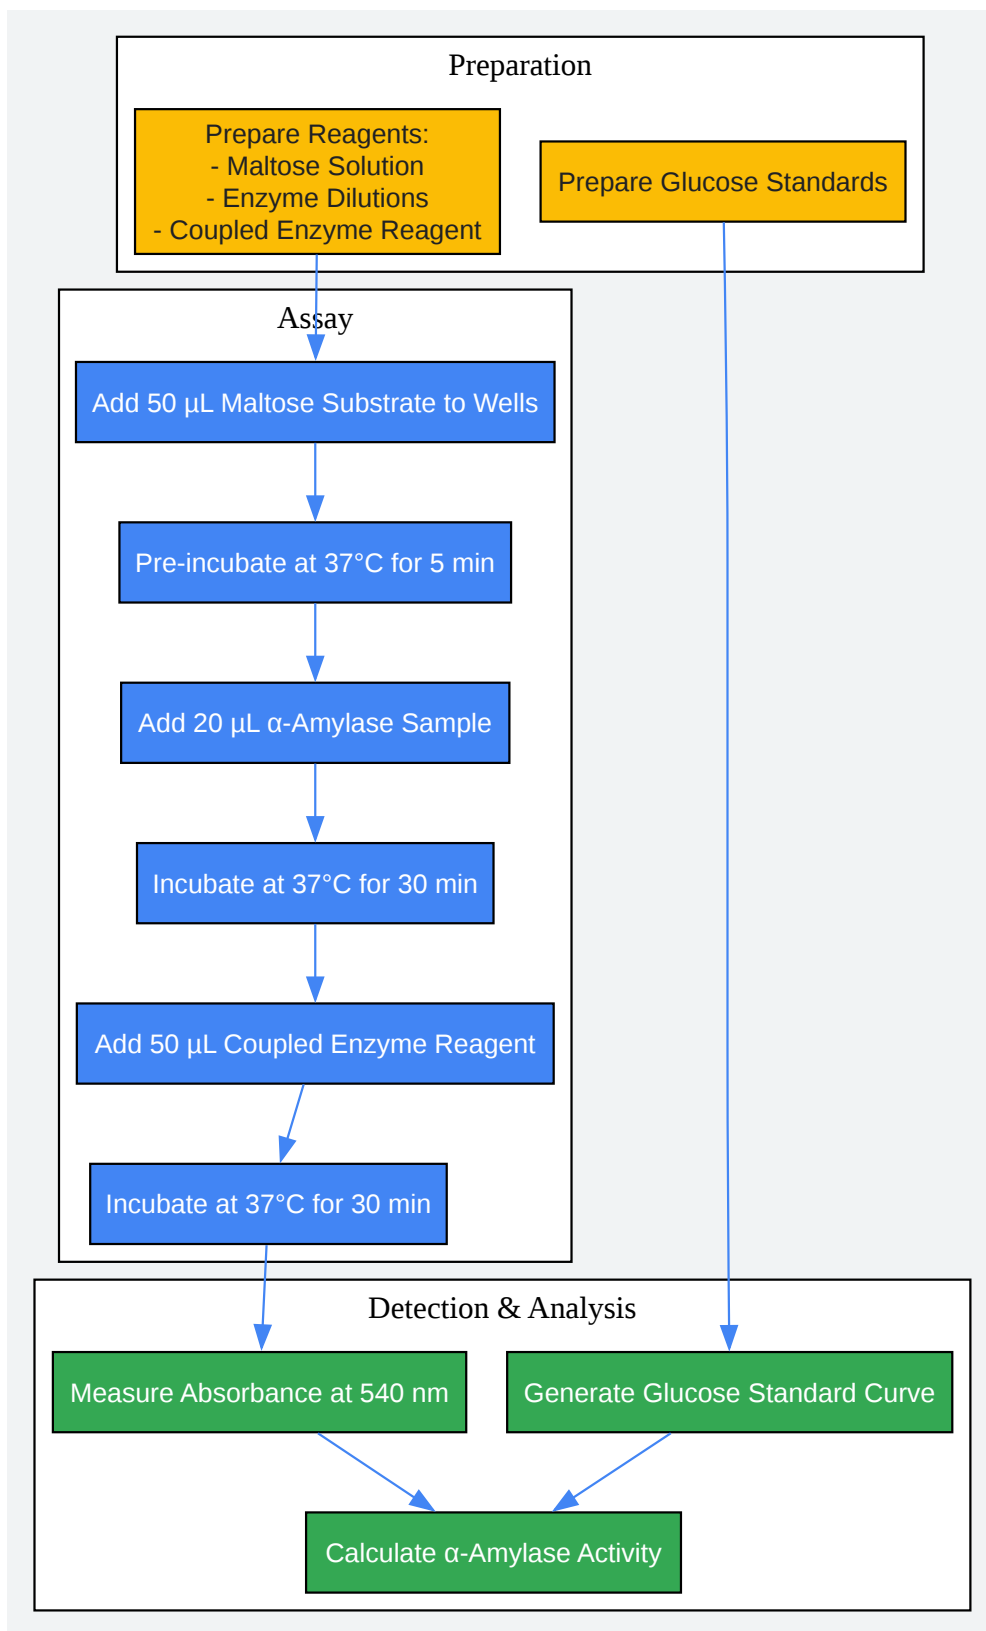 Preparation
Prepare Reagents:
- Maltose Solution
- Enzyme Dilutions
- Coupled Enzyme Reagent
Prepare Glucose Standards
Assay
Add 50 µL Maltose Substrate to Wells
Pre-incubate at 37°C for 5 min
Add 20 µL α-Amylase Sample
Incubate at 37°C for 30 min
Add 50 µL Coupled Enzyme Reagent
Incubate at 37°C for 30 min
Detection & Analysis
Measure Absorbance at 540 nm
Generate Glucose Standard Curve
Calculate α-Amylase Activity